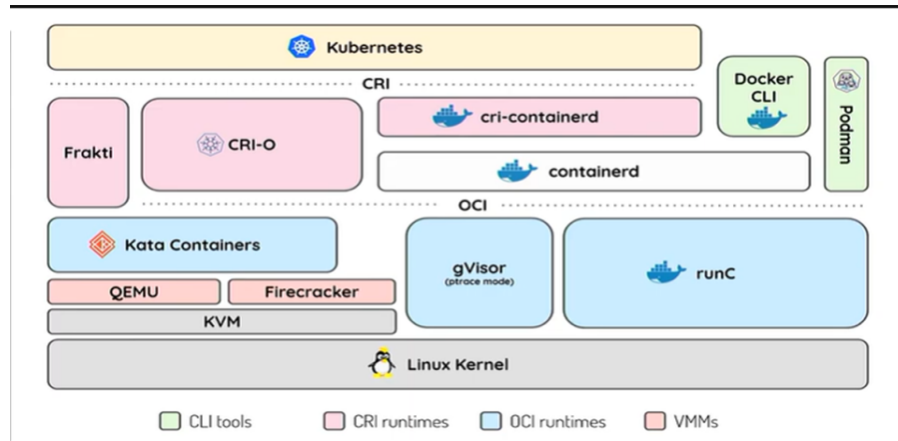 Kubernetes
CRI
Docker
CLI
Podman
Frakti
CRI-O
cri-containerd
containerd
OCI
Kata Containers
gVisor
(ptrace mode)
runC
QEMU
Firecracker
KVM
Linux Kernel
CLI tools
CRI runtimes
OCI runtimes
VMMs